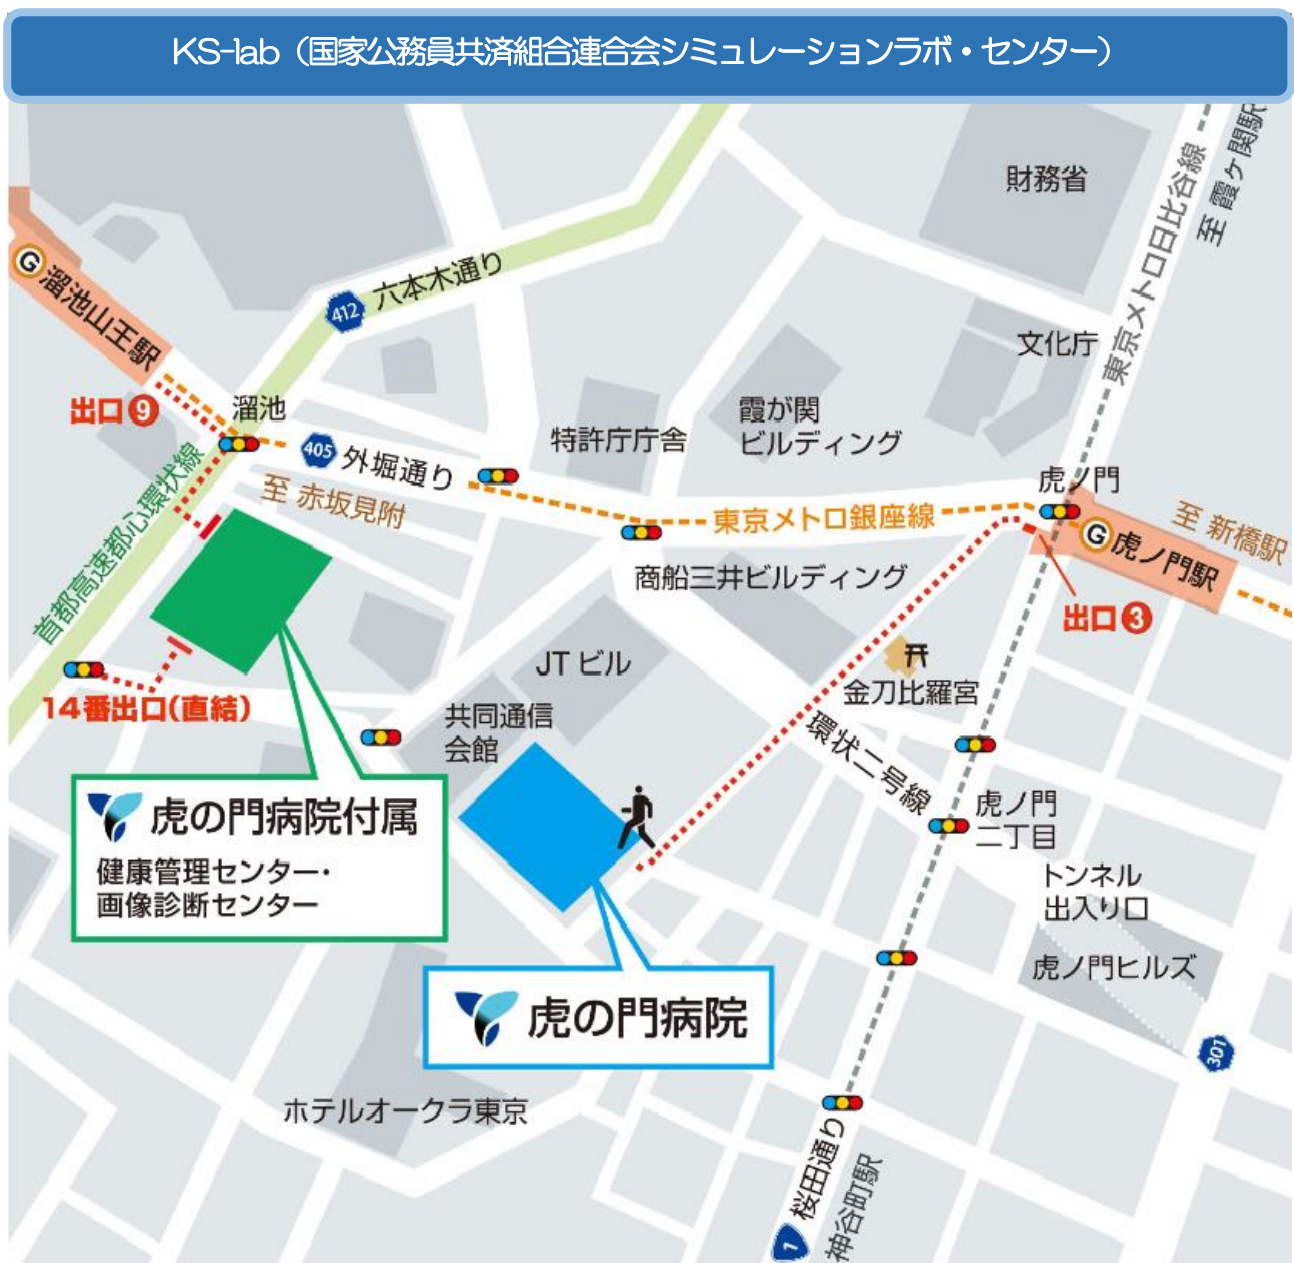 KS-lab（国家公務員共済組合連合会シミュレーションラボ・センター）
財務省
東京メトロ日比谷線
至 霞ヶ関駅
G 溜池山王駅
412
六本木通り
文化庁
出口9
溜池
405
外堀通り
至 赤坂見附
特許庁庁舎
霞が関
ビルディング
虎ノ門
東京メトロ銀座線
G 虎ノ門駅
至 新橋駅
首都高速都心環状線
商船三井ビルディング
出口3
JTビル
金刀比羅宮
14番出口(直結)
共同通信
会館
環状二号線
虎ノ門
二丁目
虎の門病院付属
健康管理センター・
画像診断センター
トンネル
出入り口
虎ノ門ヒルズ
虎の門病院
301
ホテルオークラ東京
桜田通り
神谷町駅
1